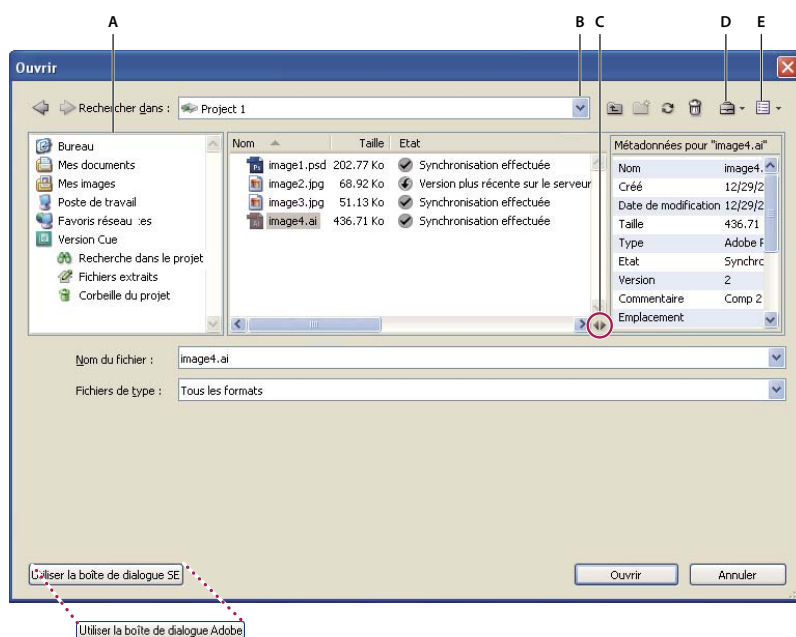 A B C D E
Ouvrir
Rechercher dans : Project 1
Bureau
Mes documents
Mes images
Poste de travail
Favoris réseau :es
Version Cue
Recherche dans le projet
Fichiers extraits
Corbeille du projet
Nom Taille Etat
image1.psd 202.77 Ko Synchronisation effectuée
image2.jpg 68.92 Ko Version plus récente sur le serveur
image3.jpg 51.13 Ko Synchronisation effectuée
image4.ai 436.71 Ko Synchronisation effectuée
Métadonnées pour "image4.ai"
Nom image4.
Créé 12/29/2
Date de modification 12/29/2
Taille 436.71
Type Adobe F
Etat Synchrc
Version 2
Commentaire Comp 2
Emplacement
Nom du fichier : image4.ai
Fichiers de type : Tous les formats
Utiliser la boîte de dialogue SE
Ouvrir Annuler
Utiliser la boîte de dialogue Adobe